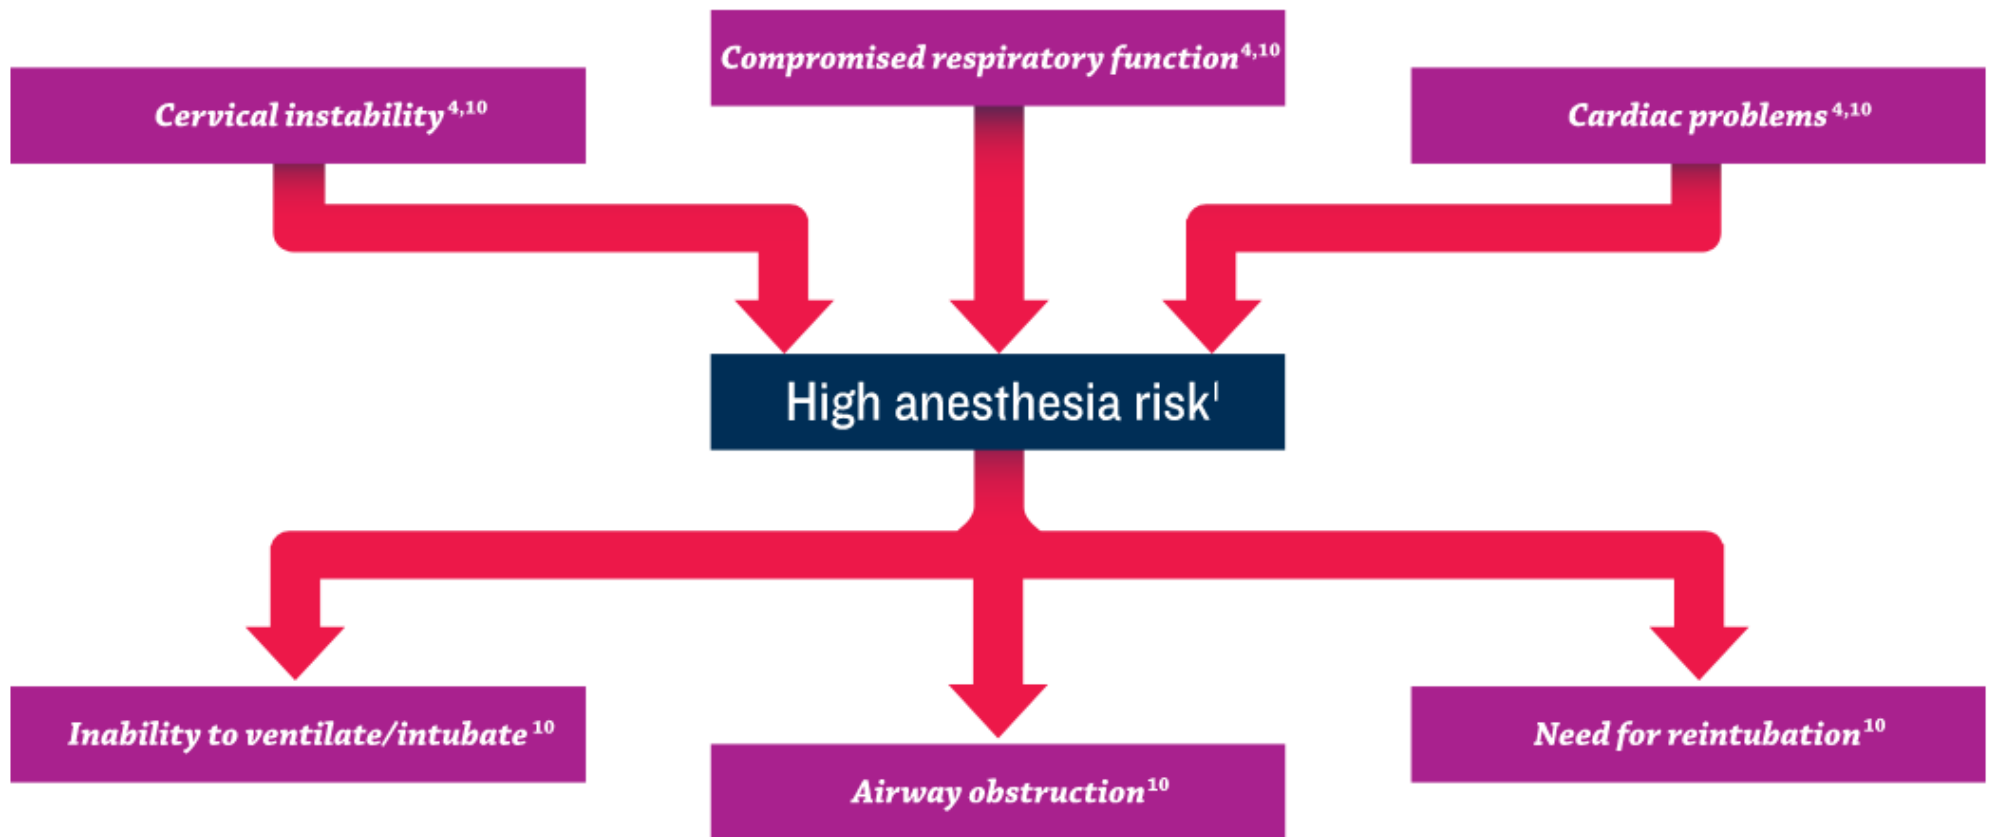 Compromised respiratory function4,10
Cervical instability4,10
Cardiac problems4,10
High anesthesia risk1
Inability to ventilate/intubate10
Need for reintubation10
Airway obstruction10